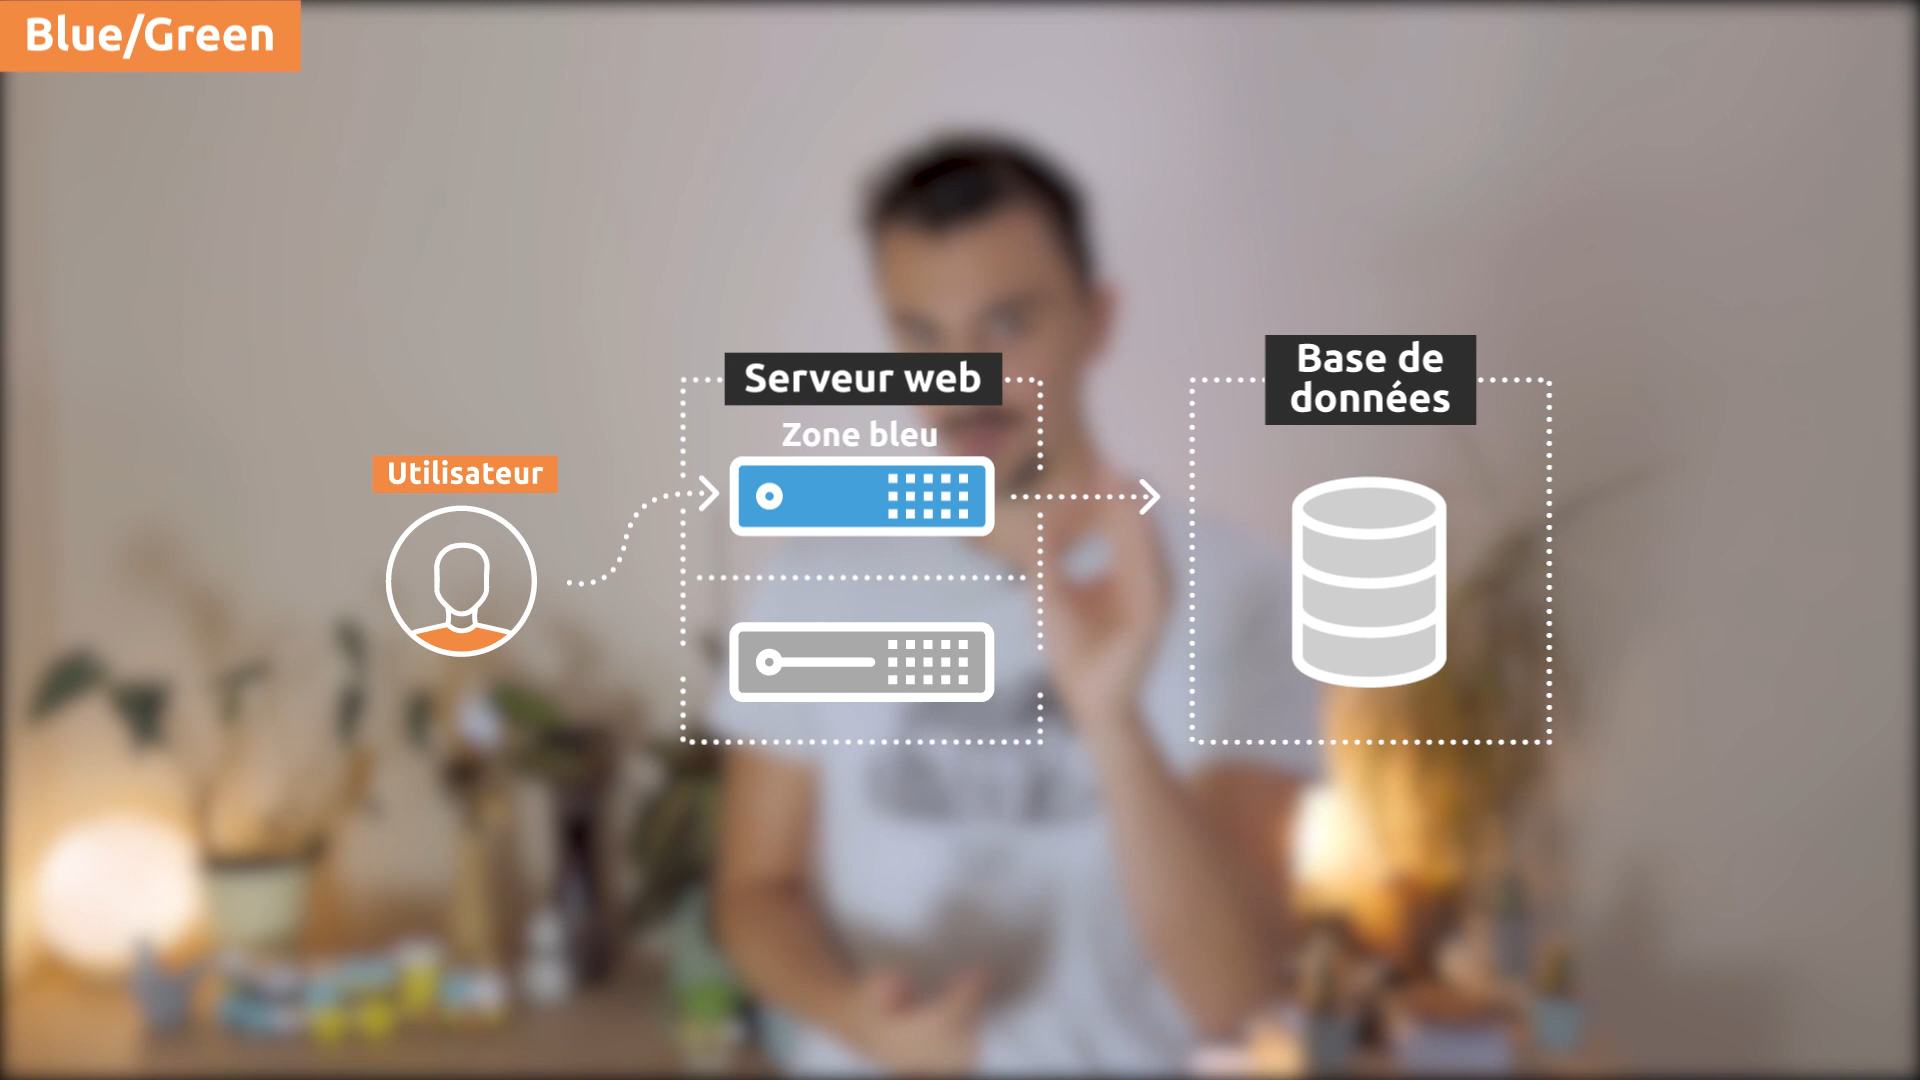 Blue/Green
Serveur web
Base de
données
Zone bleu
Utilisateur